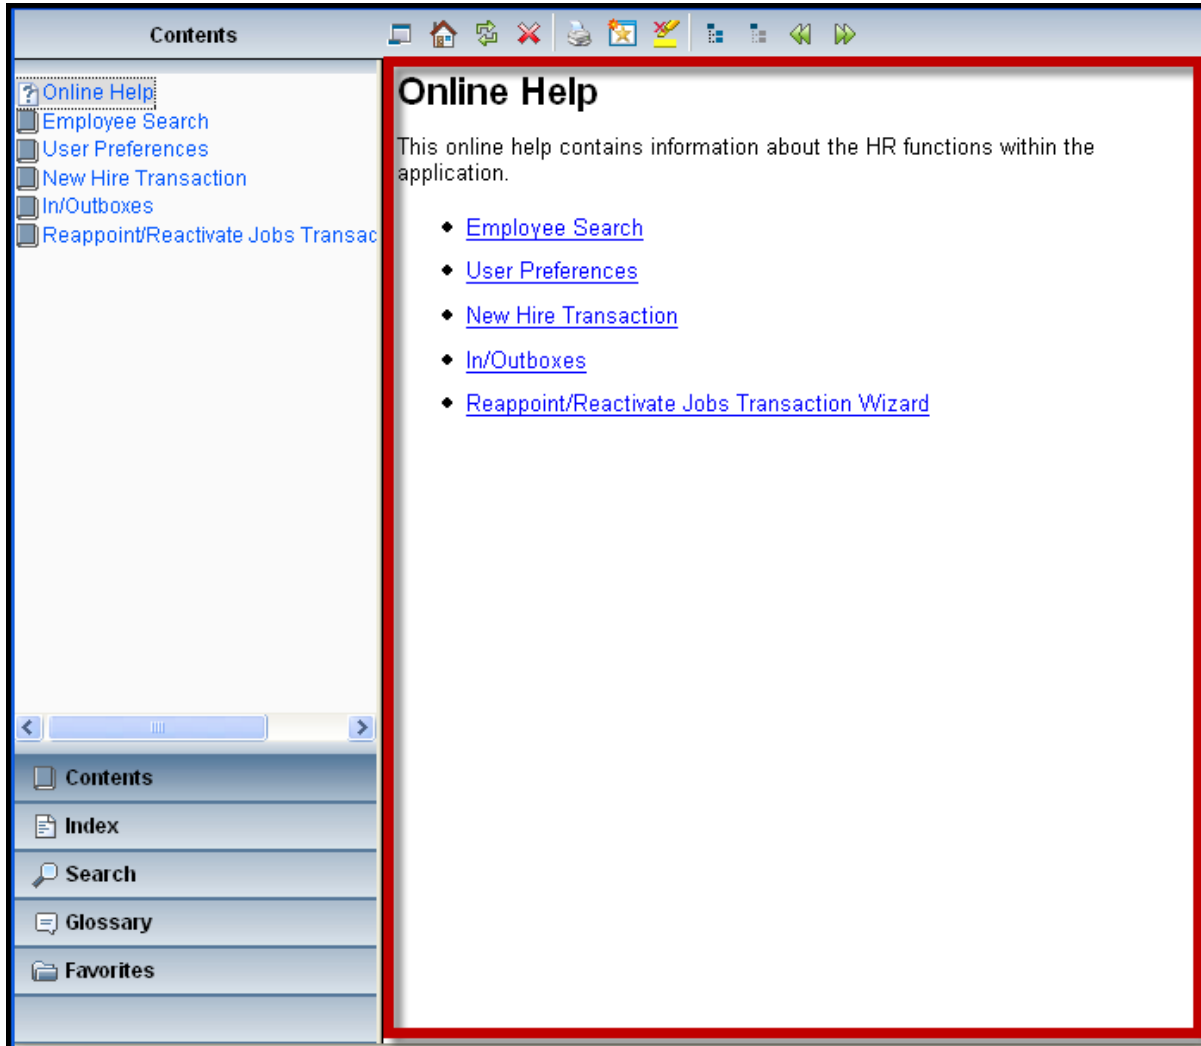 Contents
Online Help
Employee Search
User Preferences
New Hire Transaction
In/Outboxes
Reappoint/Reactivate Jobs Transac
Contents
Index
Search
Glossary
Favorites
Online Help
This online help contains information about the HR functions within the
application.
Employee Search
User Preferences
New Hire Transaction
In/Outboxes
Reappoint/Reactivate Jobs Transaction Wizard